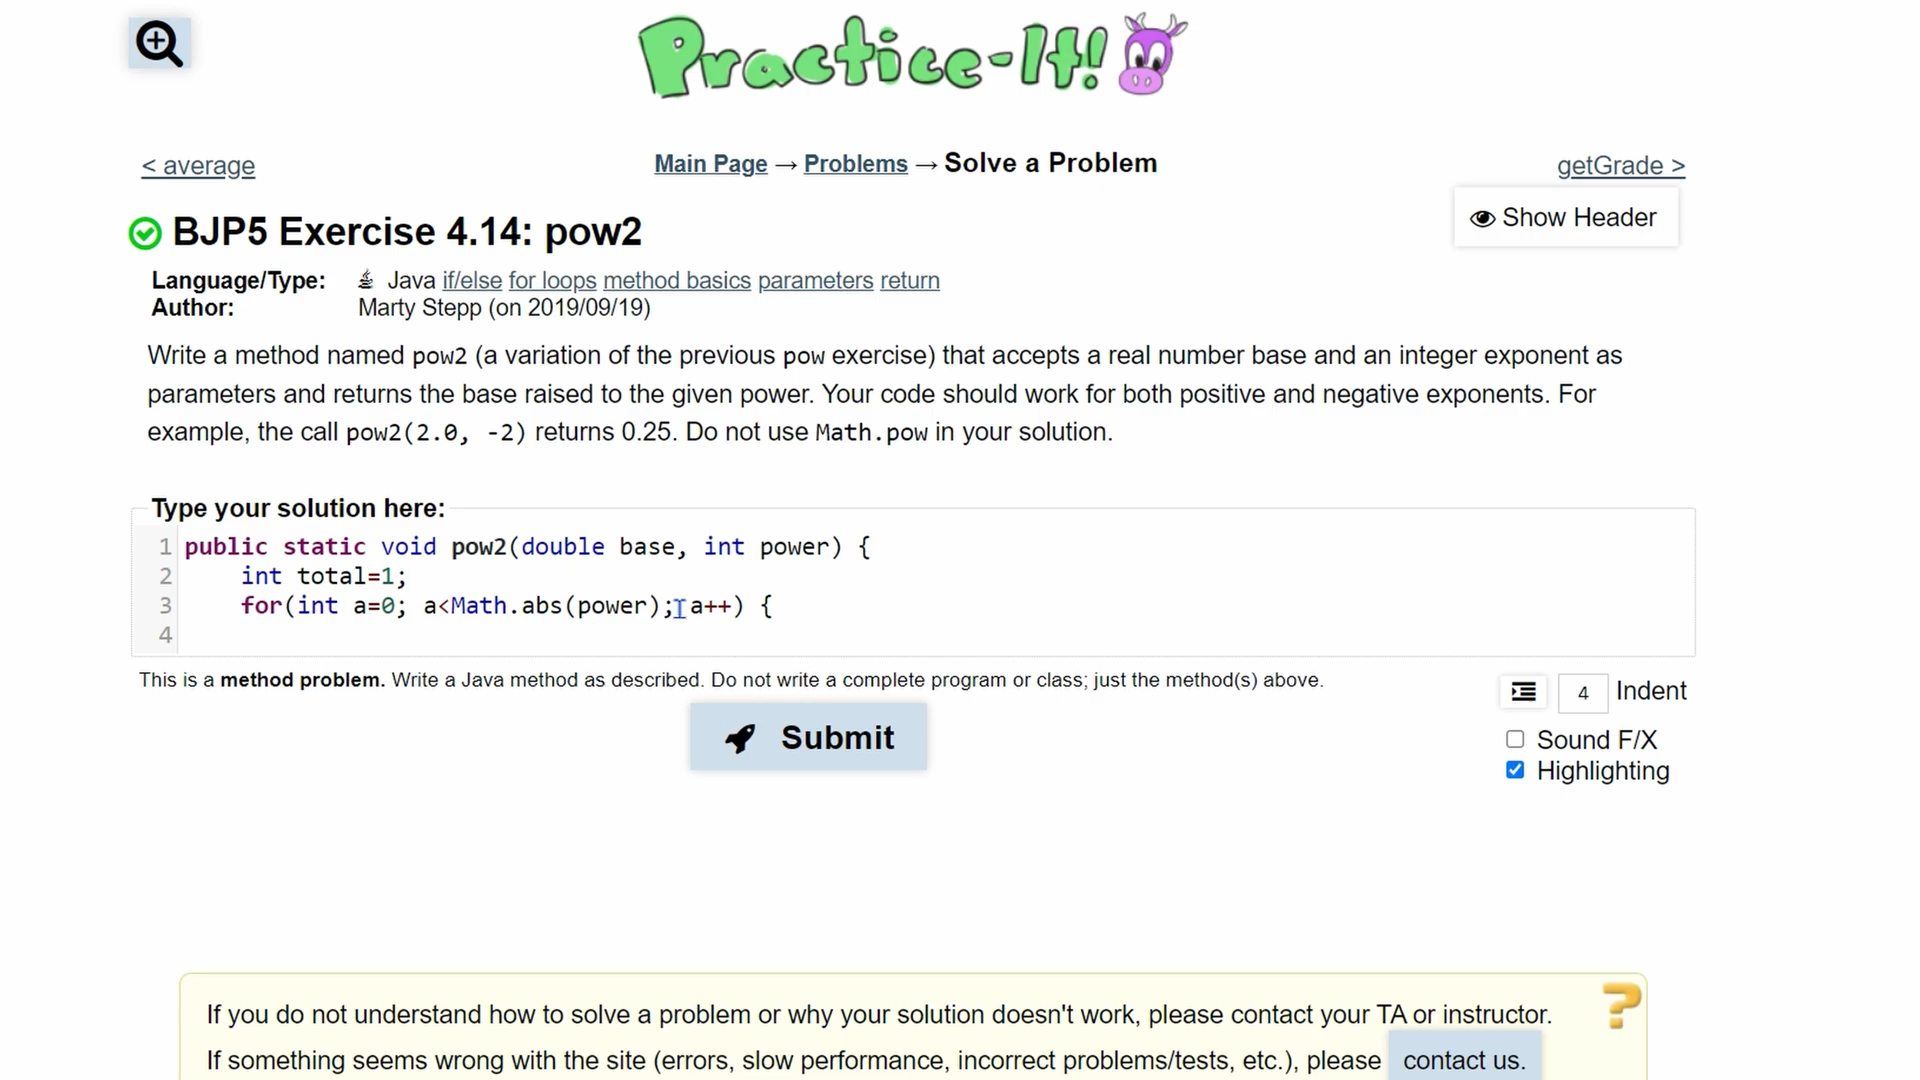 Practice-It!
< average
Main Page → Problems → Solve a Problem
getGrade >
Show Header
BJP5 Exercise 4.14: pow2
Language/Type: Java if/else for loops method basics parameters return
Author: Marty Stepp (on 2019/09/19)
Write a method named pow2 (a variation of the previous pow exercise) that accepts a real number base and an integer exponent as
parameters and returns the base raised to the given power. Your code should work for both positive and negative exponents. For
example, the call pow2(2.0, -2) returns 0.25. Do not use Math.pow in your solution.
Type your solution here:
1 public static void pow2(double base, int power) {
2     int total=1;
3     for(int a=0; a<Math.abs(power); a++) {
4
This is a method problem. Write a Java method as described. Do not write a complete program or class; just the method(s) above.
4 Indent
Submit
Sound F/X
Highlighting
If you do not understand how to solve a problem or why your solution doesn't work, please contact your TA or instructor.
If something seems wrong with the site (errors, slow performance, incorrect problems/tests, etc.), please contact us.